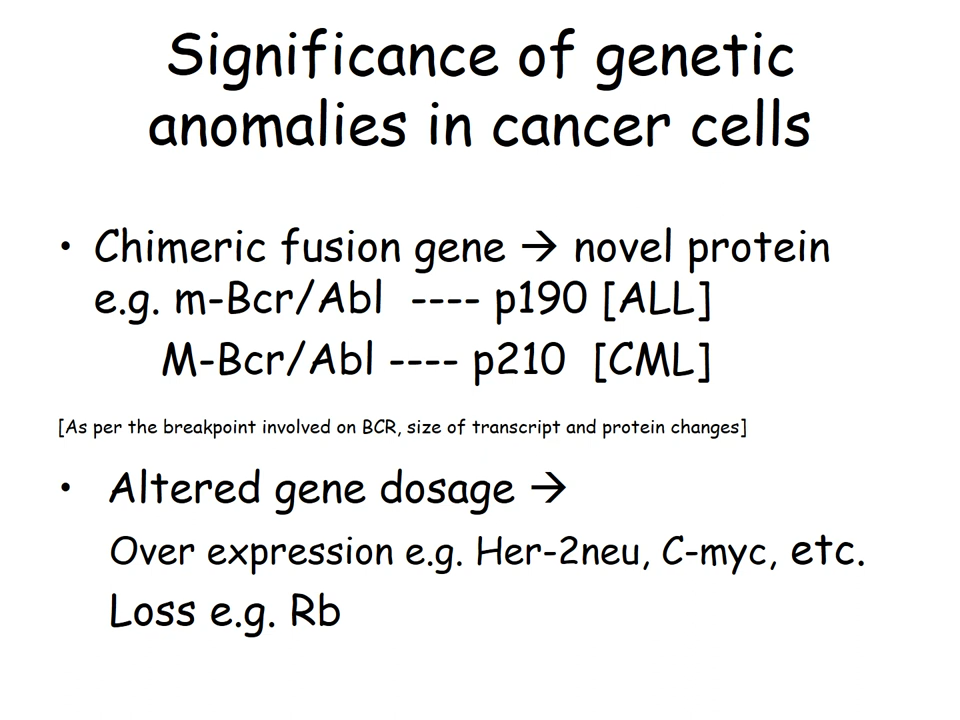 Significance of genetic
anomalies in cancer cells
• Chimeric fusion gene → novel protein
e.g. m-Bcr/Abl ---- p190 [ALL]
M-Bcr/Abl ---- p210 [CML]
[As per the breakpoint involved on BCR, size of transcript and protein changes]
• Altered gene dosage →
Over expression e.g. Her-2neu, C-myc, etc.
Loss e.g. Rb